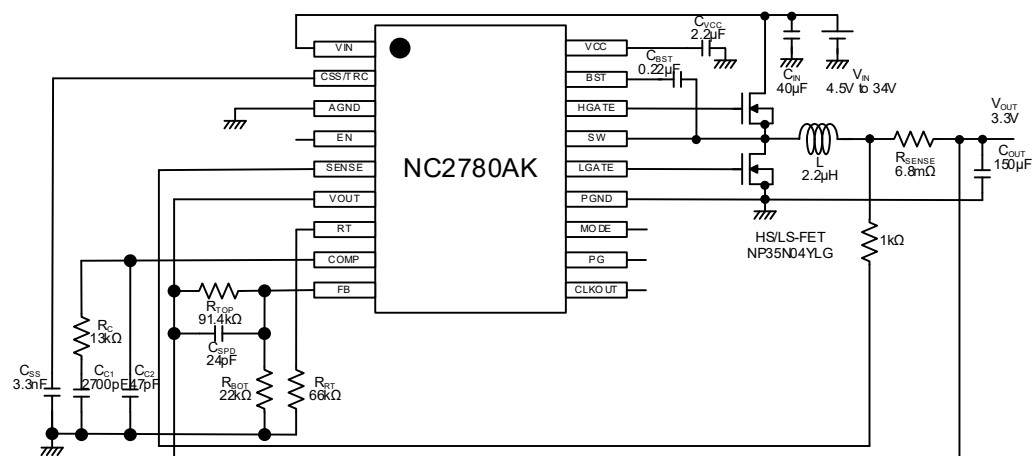 VIN
CSS/TRC
AGND
EN
SENSE
VOUT
RT
COMP
FB
NC2780AK
VCC
BST
HGATE
SW
LGATE
PGND
MODE
PG
CLKOUT
CVCC
2.2µF
CBST
0.22µF
CIN
40µF
VIN
4.5V to 34V
VOUT
3.3V
L
2.2µH
RSENSE
6.8mΩ
COUT
150µF
HS/LS-FET
NP35N04YLG
1kΩ
RTOP
91.4kΩ
CSPD
24pF
RC
13kΩ
CSS
3.3nF
CC1
2700pF
CC2
47pF
RBOT
22kΩ
RRT
66kΩ